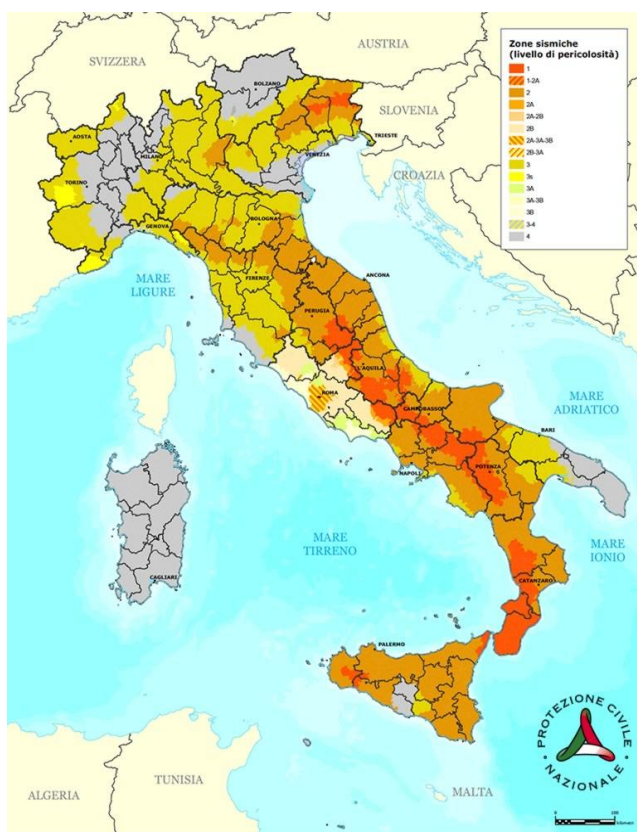 AUSTRIA
SVIZZERA
Zone sismiche
(livello di pericolosità)
1
1-2A
2
2A
2A-2B
2B
2A-3A-3B
2B-3A
3
3s
3A
3A-3B
3B
3-4
4
BOLZANO
SLOVENIA
AOSTA
TRIESTE
MILANO
VENEZIA
TORINO
CROAZIA
BOLOGNA
GENOVA
FIRENZE
ANCONA
MARE
LIGURE
PERUGIA
L'AQUILA
ROMA
MARE
ADRIATICO
CAMPOBASSO
BARI
NAPOLI
POTENZA
MARE
TIRRENO
MARE
IONIO
CAGLIARI
CATANZARO
PALERMO
PROTEZIONE CIVILE
NAZIONALE
TUNISIA
ALGERIA
MALTA